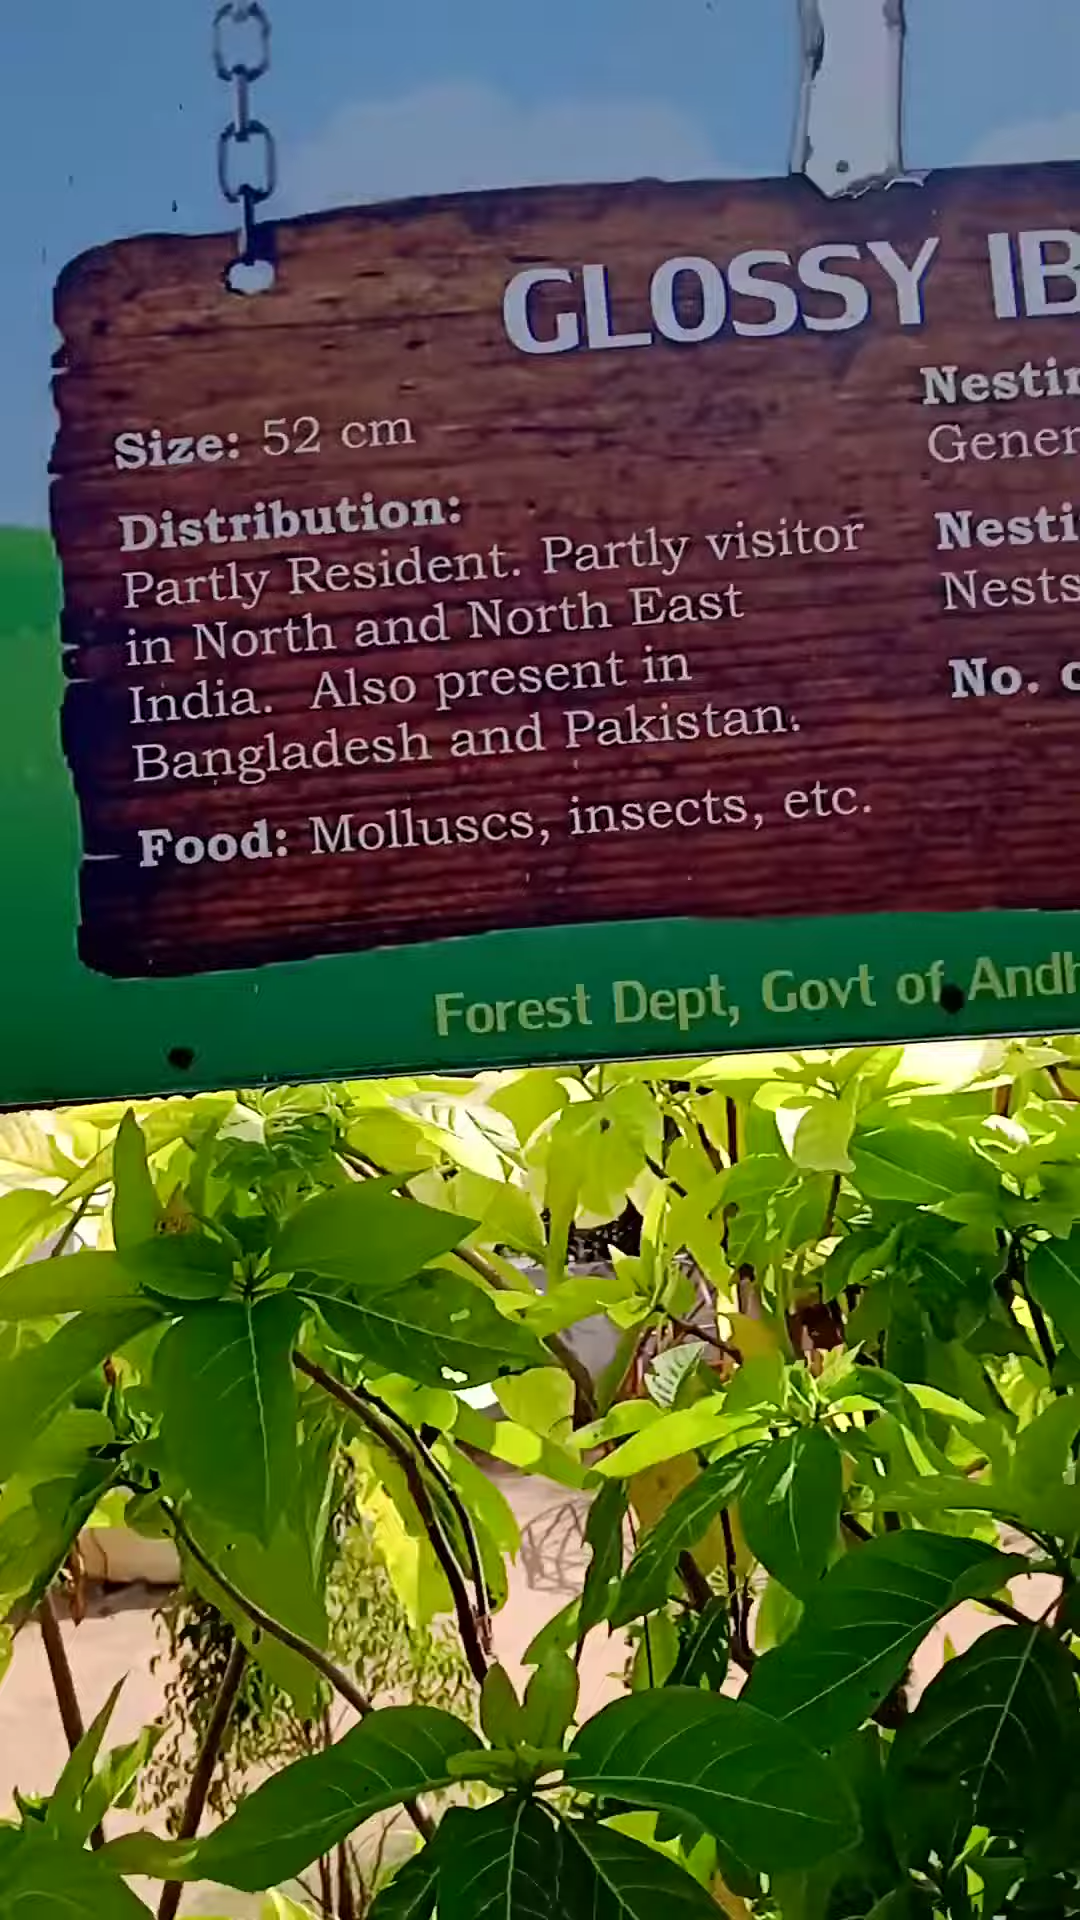 GLOSSY IB
Size: 52 cm
Distribution:
Partly Resident. Partly visitor
in North and North East
India. Also present in
Bangladesh and Pakistan.
Food: Molluscs, insects, etc.
Nestin
Gener
Nesti
Nests
No. o
Forest Dept, Govt of Andh